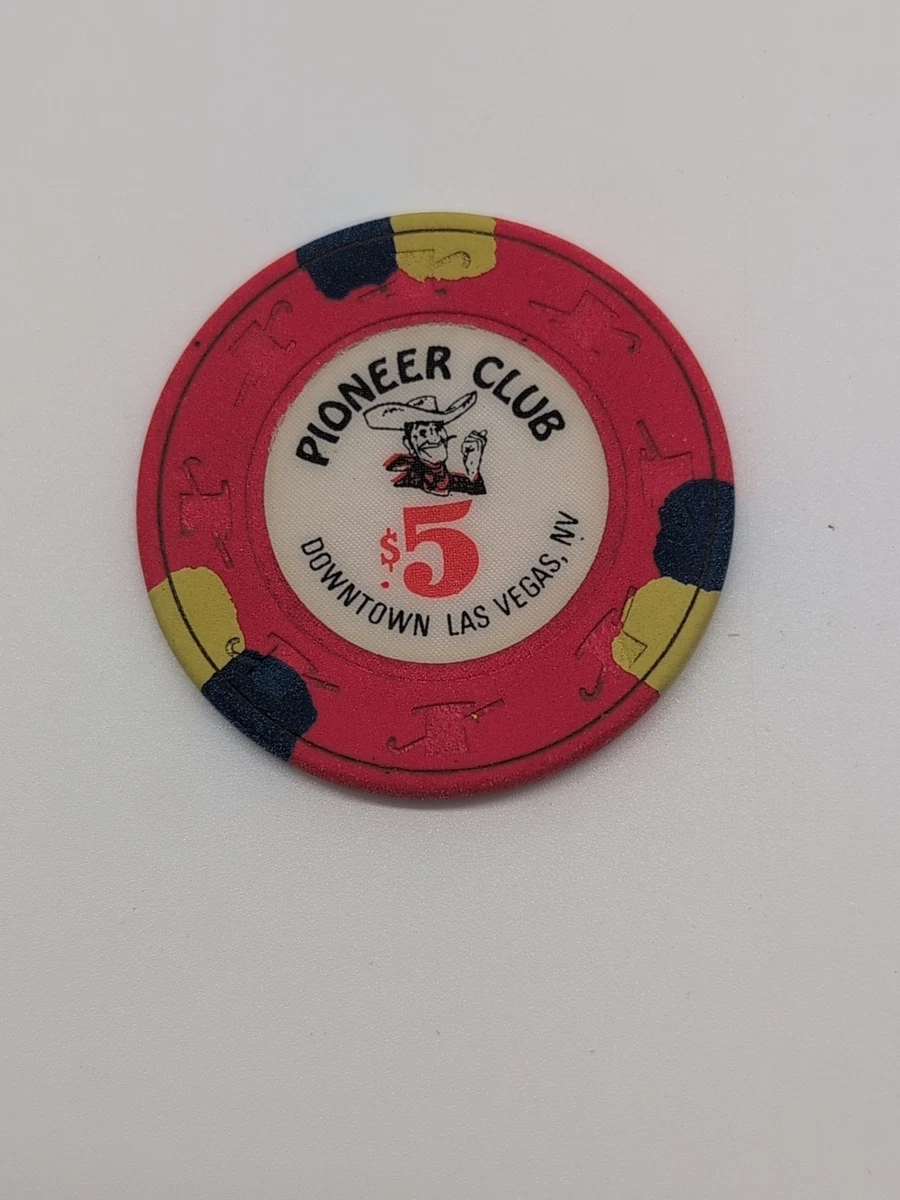 PIONEER CLUB
$5
DOWNTOWN LAS VEGAS, NV